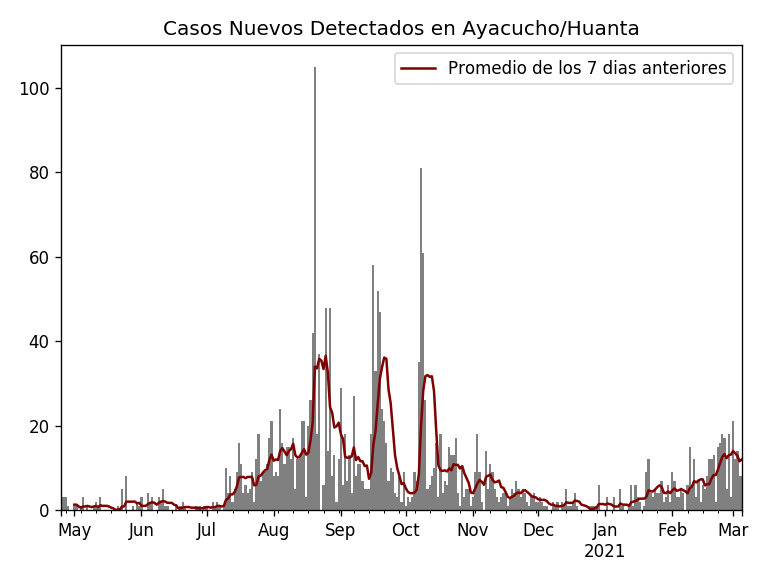 Casos Nuevos Detectados en Ayacucho/Huanta
Promedio de los 7 dias anteriores
100
80
60
40
20
0
May Jun Jul Aug Sep Oct Nov Dec Jan Feb Mar
2021